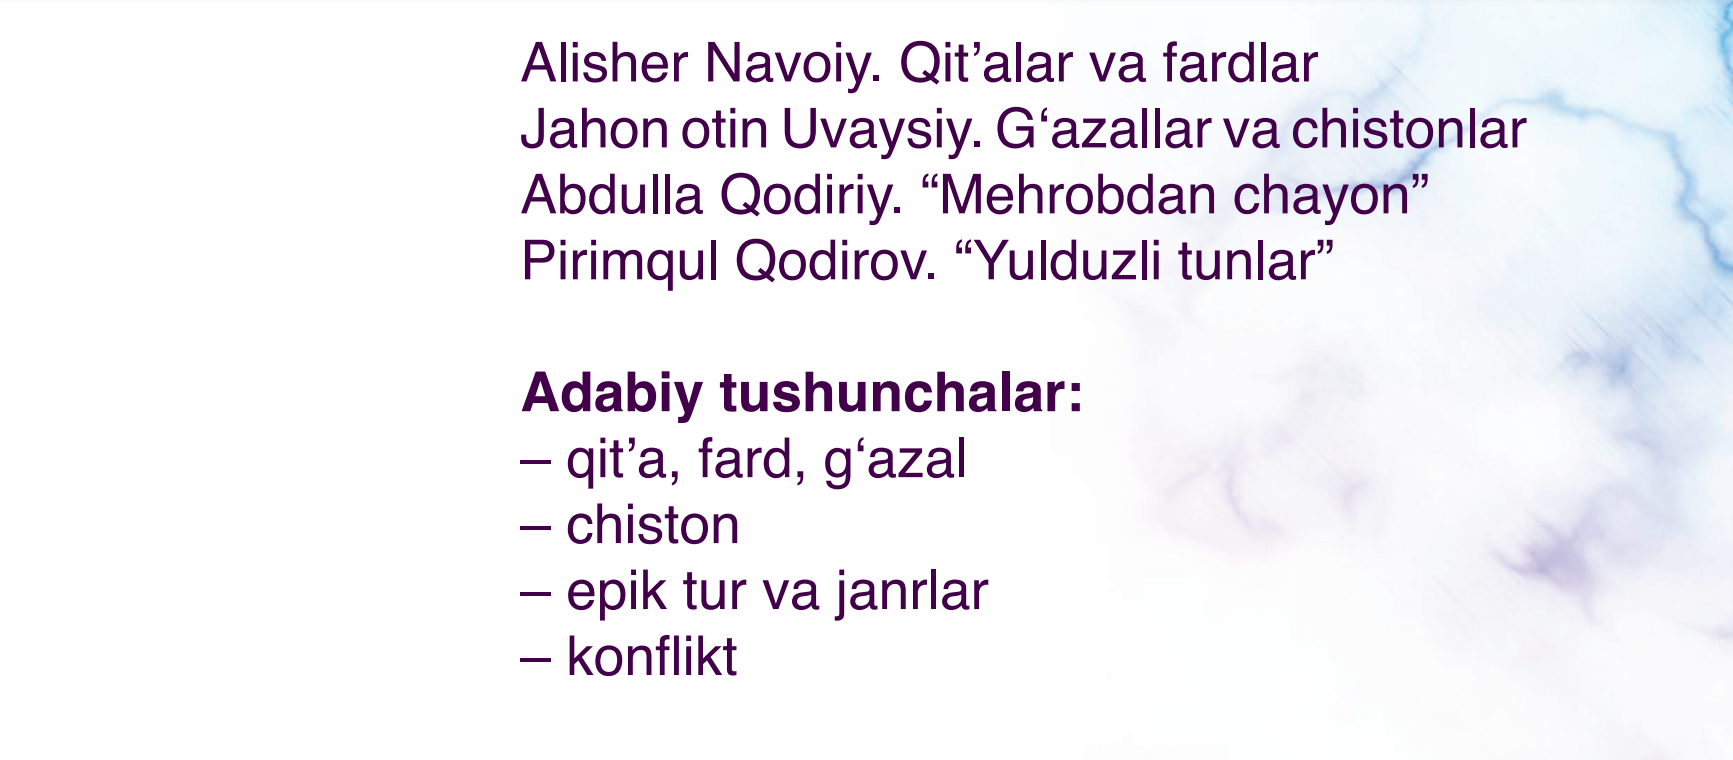 Alisher Navoiy. Qit’alar va fardlar
Jahon otin Uvaysiy. G‘azallar va chistonlar
Abdulla Qodiriy. “Mehrobdan chayon”
Pirimqul Qodirov. “Yulduzli tunlar”
Adabiy tushunchalar:
– qit’a, fard, g‘azal
– chiston
– epik tur va janrlar
– konflikt